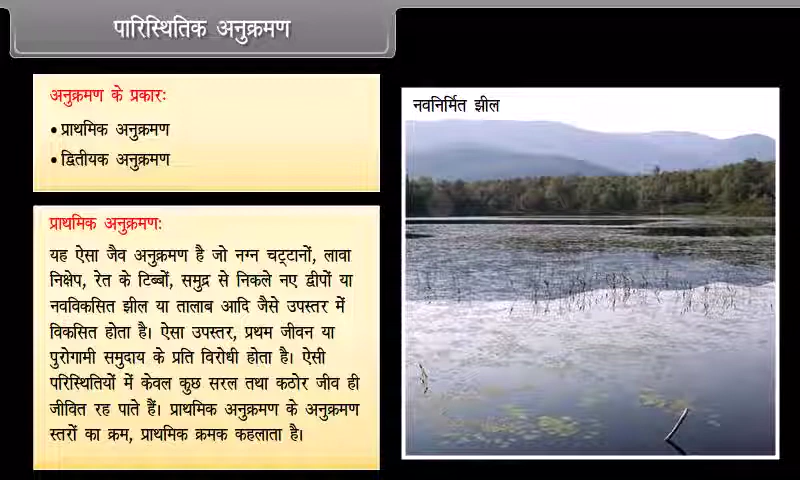 पारिस्थितिक अनुक्रमण
अनुक्रमण के प्रकारः
• प्राथमिक अनुक्रमण
• द्वितीयक अनुक्रमण
प्राथमिक अनुक्रमणः
यह ऐसा जैव अनुक्रमण है जो नग्न चट्टानों, लावा
निक्षेप, रेत के टिब्बों, समुद्र से निकले नए द्वीपों या
नवविकसित झील या तालाब आदि जैसे उपस्तर में
विकसित होता है। ऐसा उपस्तर, प्रथम जीवन या
पुरोगामी समुदाय के प्रति विरोधी होता है। ऐसी
परिस्थितियों में केवल कुछ सरल तथा कठोर जीव ही
जीवित रह पाते हैं। प्राथमिक अनुक्रमण के अनुक्रमण
स्तरों का क्रम, प्राथमिक क्रमक कहलाता है।
नवनिर्मित झील